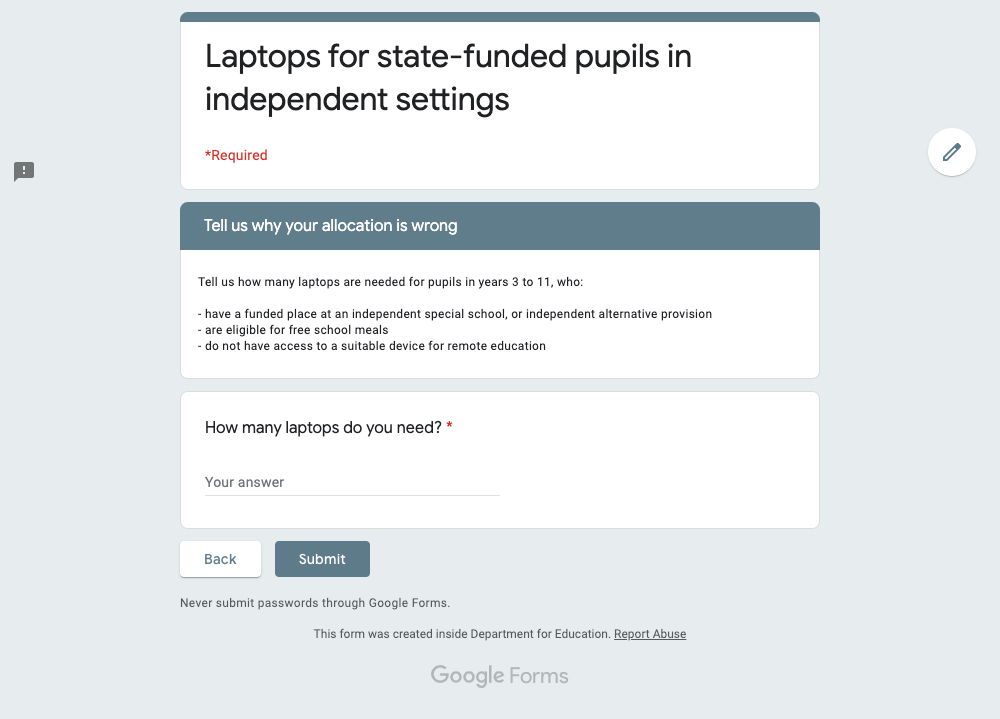 Laptops for state-funded pupils in
independent settings
*Required
Tell us why your allocation is wrong
Tell us how many laptops are needed for pupils in years 3 to 11, who:
- have a funded place at an independent special school, or independent alternative provision
- are eligible for free school meals
- do not have access to a suitable device for remote education
How many laptops do you need? *
Your answer
Back Submit
Never submit passwords through Google Forms.
This form was created inside Department for Education. Report Abuse
Google Forms